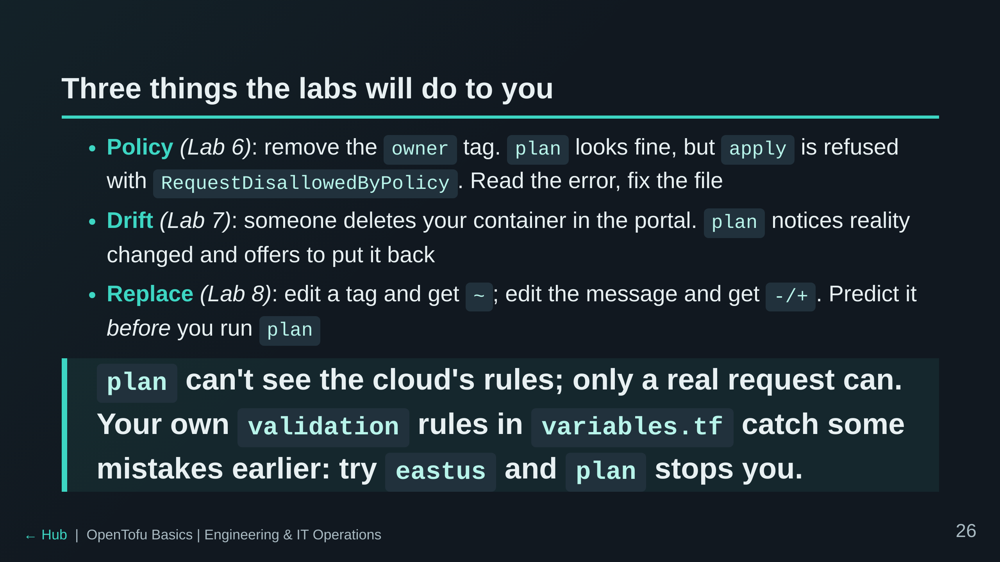 Three things the labs will do to you
• Policy (Lab 6): remove the owner tag. plan looks fine, but apply is refused
with RequestDisallowedByPolicy. Read the error, fix the file
• Drift (Lab 7): someone deletes your container in the portal. plan notices reality
changed and offers to put it back
• Replace (Lab 8): edit a tag and get ~; edit the message and get -/+. Predict it
before you run plan
plan can't see the cloud's rules; only a real request can.
Your own validation rules in variables.tf catch some
mistakes earlier: try eastus and plan stops you.
← Hub | OpenTofu Basics | Engineering & IT Operations
26